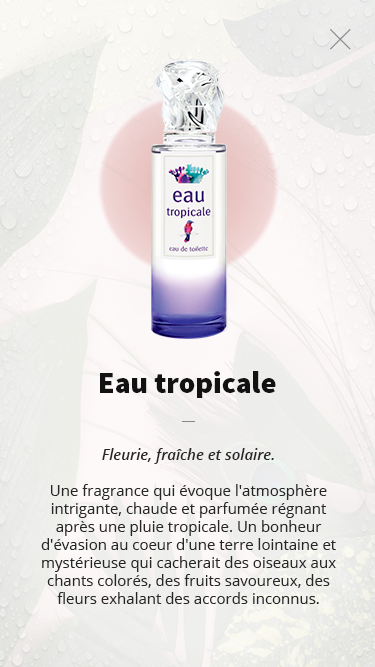 eau
tropicale
eau de toilette
Eau tropicale
—
Fleurie, fraîche et solaire.
Une fragrance qui évoque l'atmosphère
intrigante, chaude et parfumée régnant
après une pluie tropicale. Un bonheur
d'évasion au coeur d'une terre lointaine et
mystérieuse qui cacherait des oiseaux aux
chants colorés, des fruits savoureux, des
fleurs exhalant des accords inconnus.